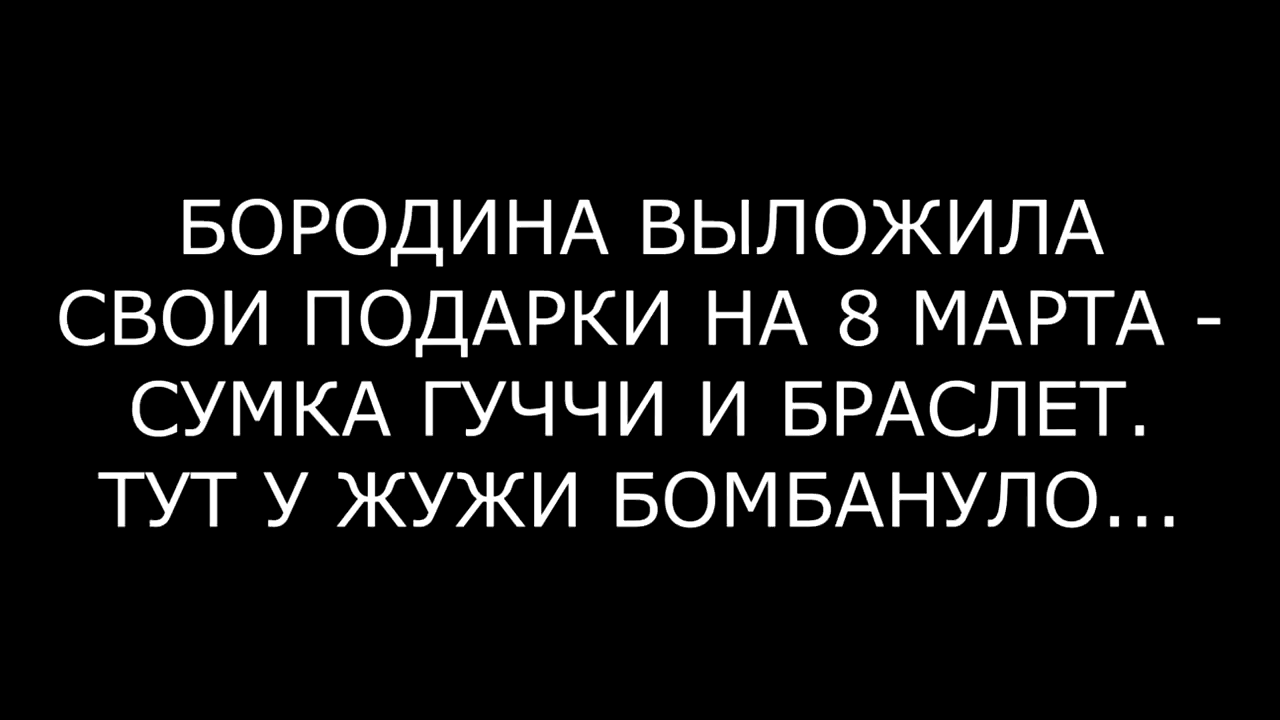 БОРОДИНА ВЫЛОЖИЛА
СВОИ ПОДАРКИ НА 8 МАРТА -
СУМКА ГУЧЧИ И БРАСЛЕТ.
ТУТ У ЖУЖИ БОМБАНУЛО...